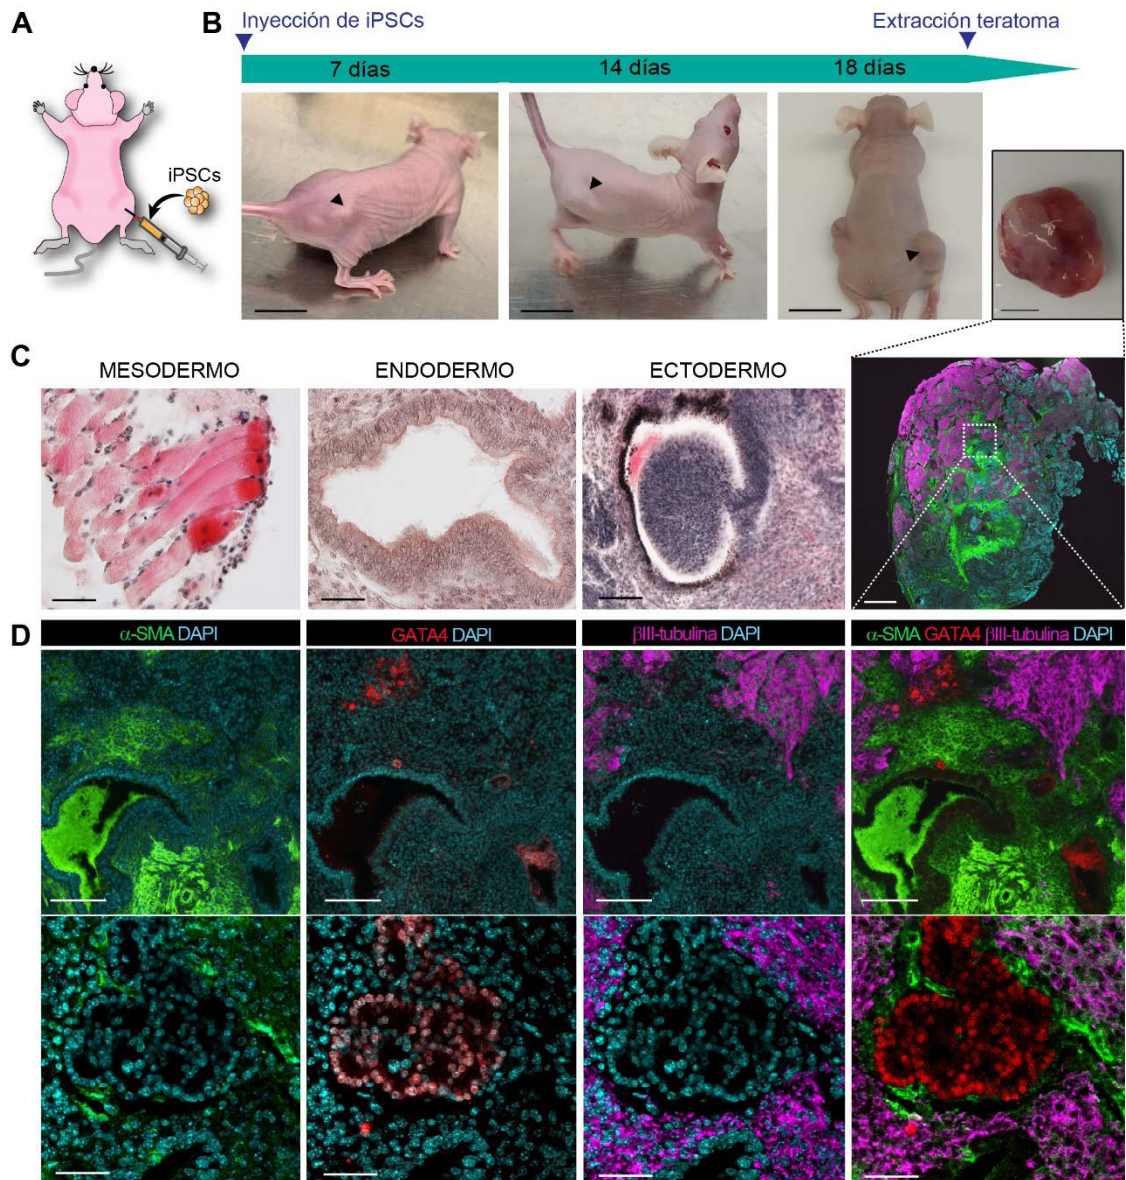 A
B
Inyección de iPSCs
Extracción teratoma
7 días
14 días
18 días
iPSCs
C
MESODERMO
ENDODERMO
ECTODERMO
D
α-SMA DAPI
GATA4 DAPI
βIII-tubulina DAPI
α-SMA GATA4 βIII-tubulina DAPI